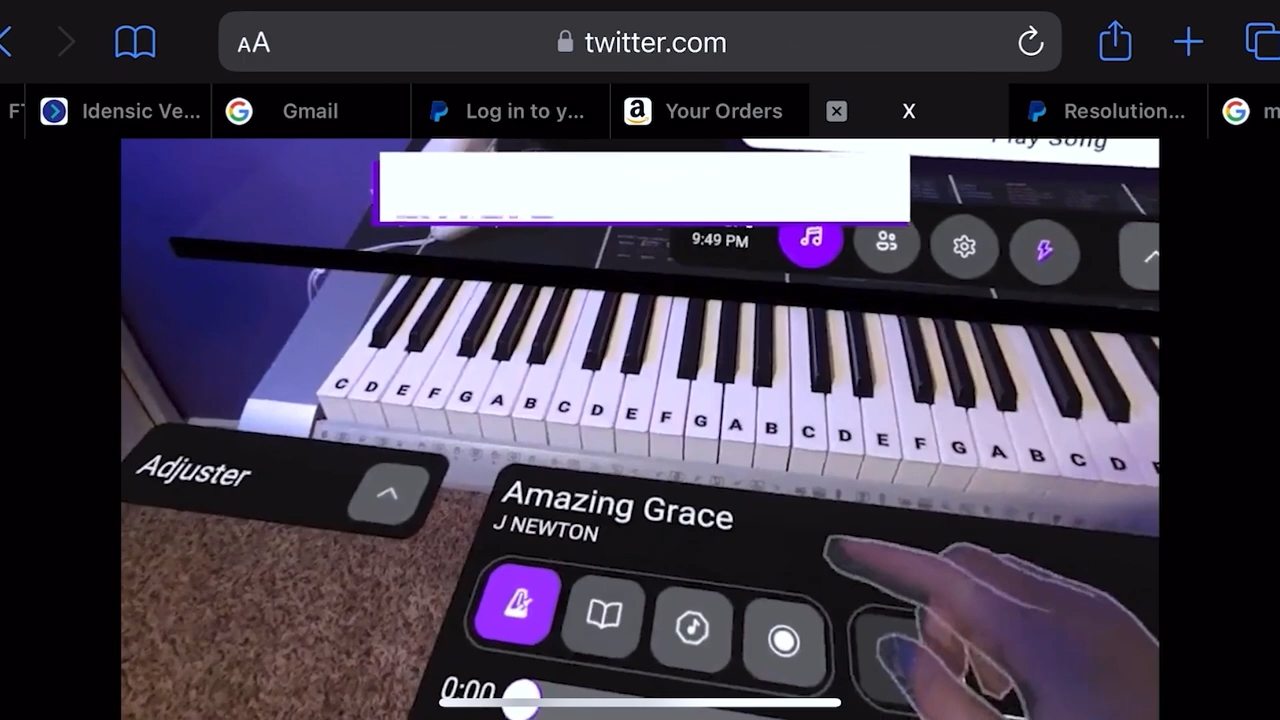 AA twitter.com
Idensic Ve... Gmail Log in to y... Your Orders X Resolution... m
Play Song
9:49 PM
C D E F G A B C D E F G A B C D E F G A B C D
Adjuster
Amazing Grace
J NEWTON
0:00